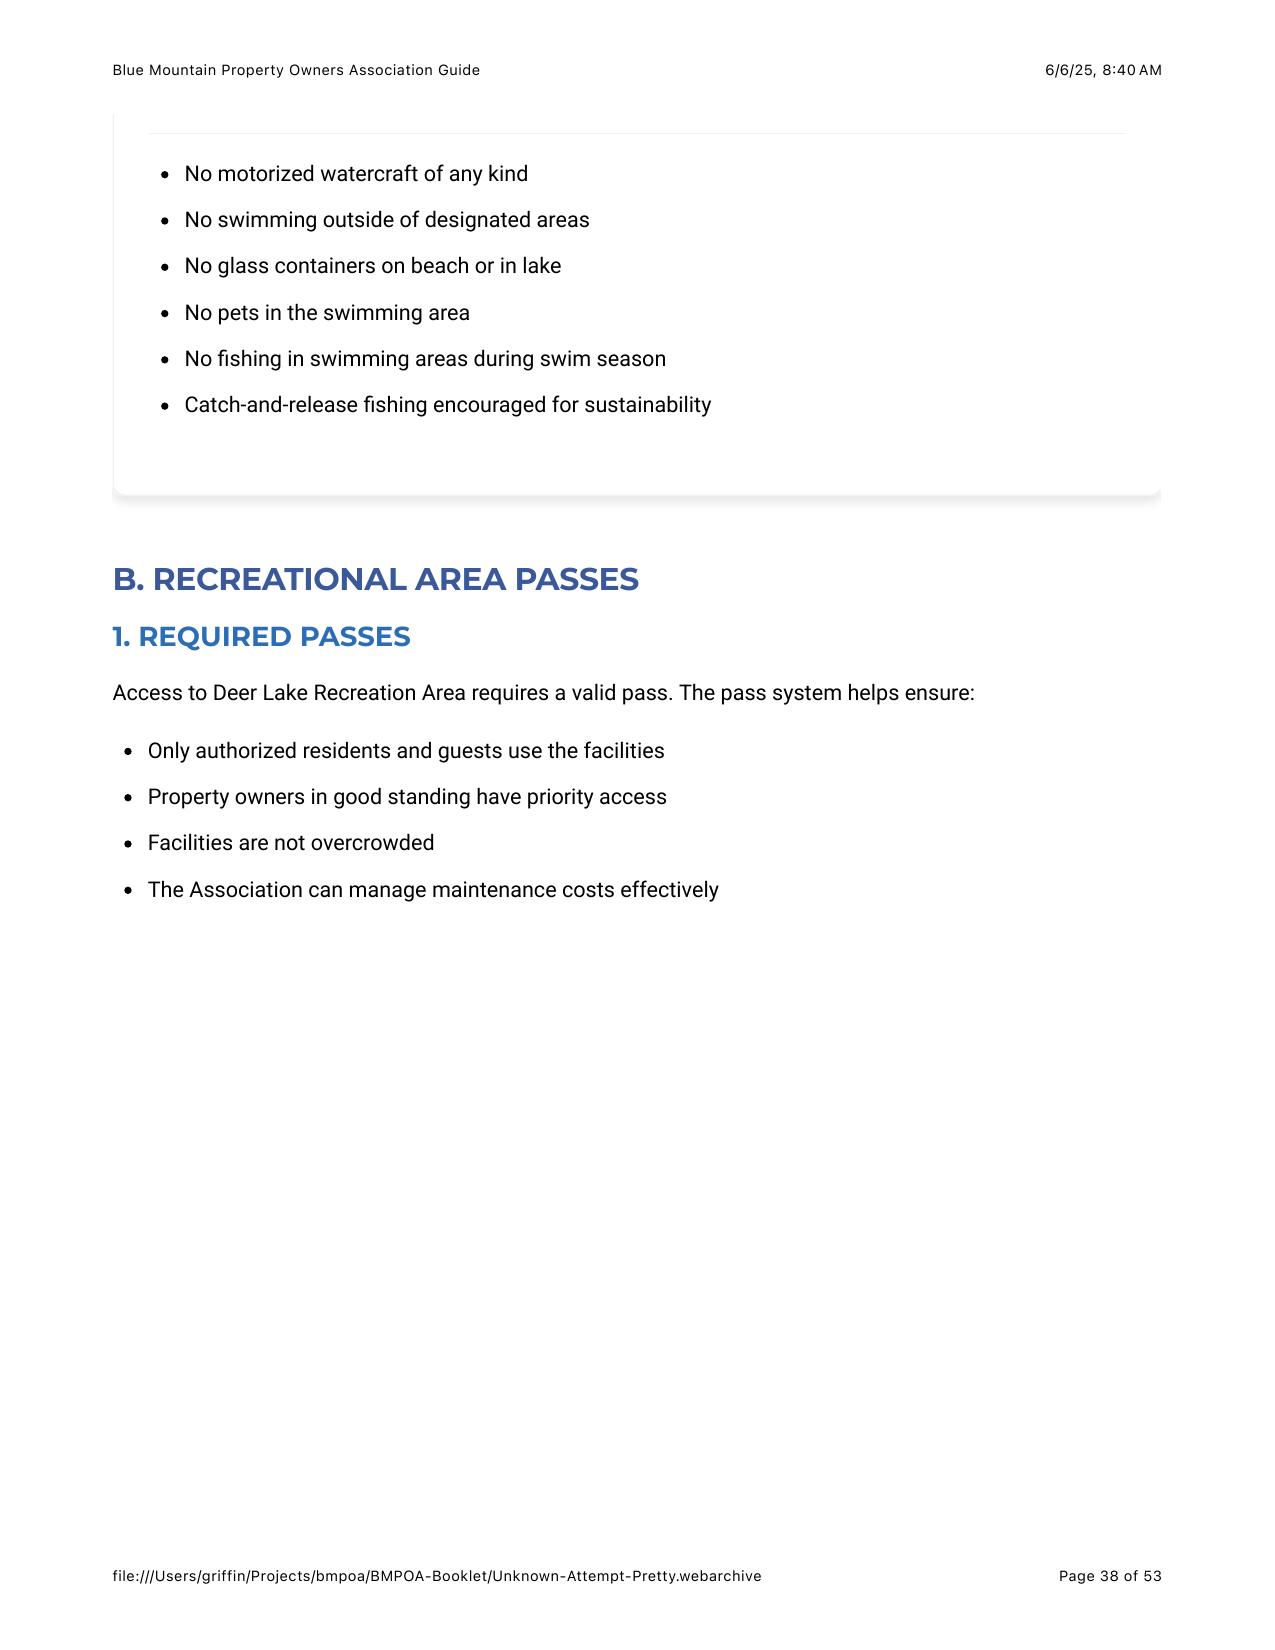 Blue Mountain Property Owners Association Guide
6/6/25, 8:40 AM
• No motorized watercraft of any kind
• No swimming outside of designated areas
• No glass containers on beach or in lake
• No pets in the swimming area
• No fishing in swimming areas during swim season
• Catch-and-release fishing encouraged for sustainability
B. RECREATIONAL AREA PASSES
1. REQUIRED PASSES
Access to Deer Lake Recreation Area requires a valid pass. The pass system helps ensure:
• Only authorized residents and guests use the facilities
• Property owners in good standing have priority access
• Facilities are not overcrowded
• The Association can manage maintenance costs effectively
file:///Users/griffin/Projects/bmpoa/BMPOA-Booklet/Unknown-Attempt-Pretty.webarchive
Page 38 of 53